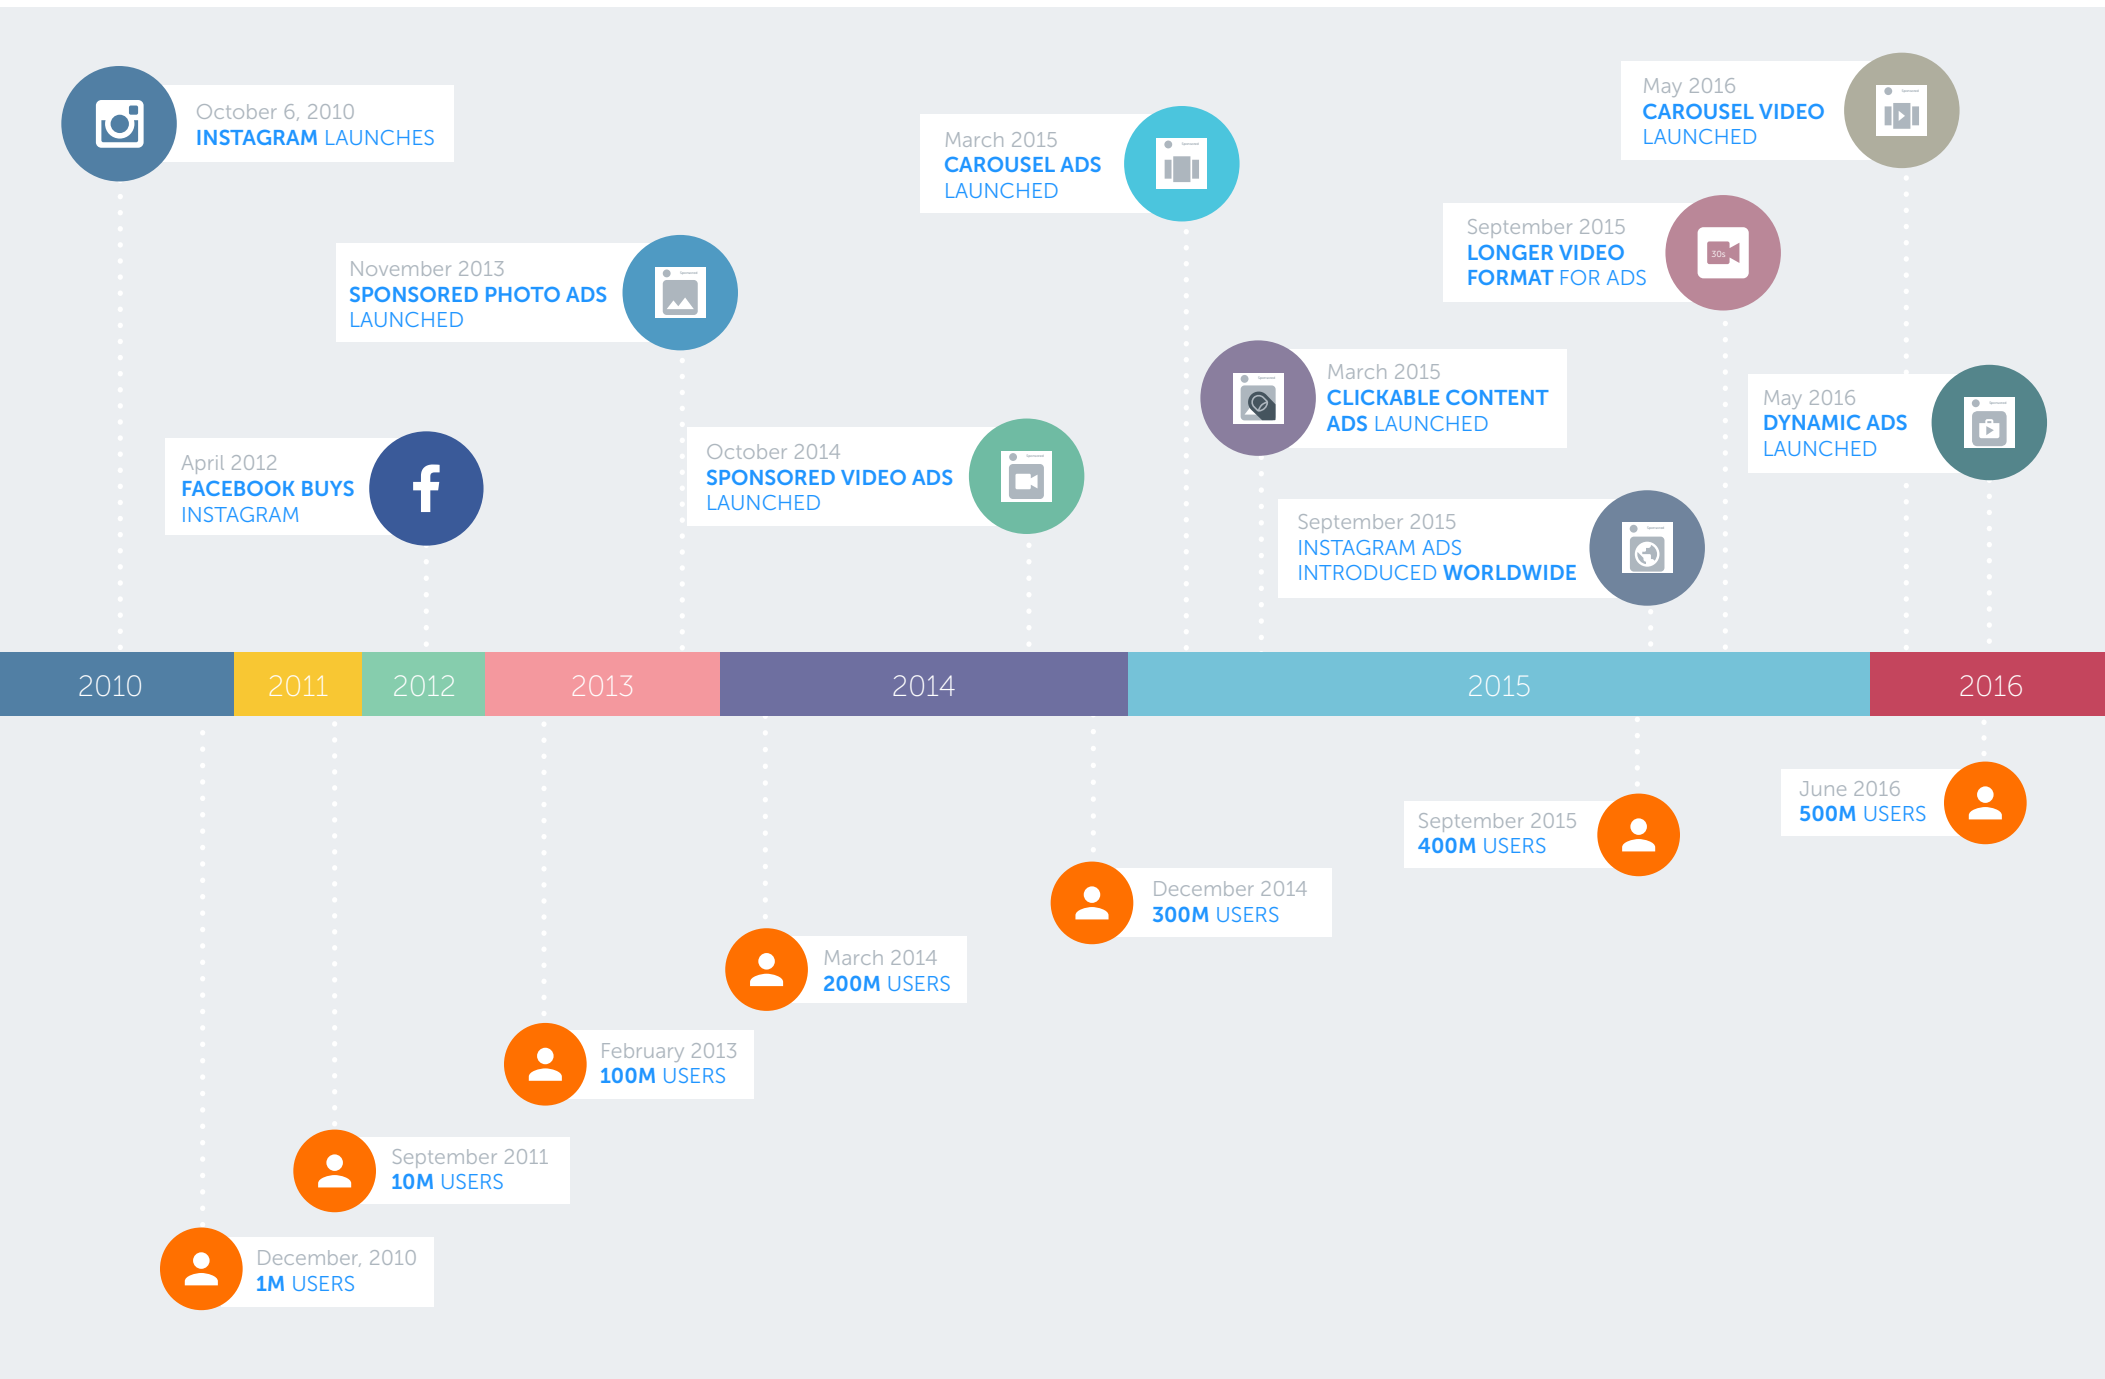 October 6, 2010
INSTAGRAM LAUNCHES
April 2012
FACEBOOK BUYS
INSTAGRAM
November 2013
SPONSORED PHOTO ADS
LAUNCHED
October 2014
SPONSORED VIDEO ADS
LAUNCHED
March 2015
CAROUSEL ADS
LAUNCHED
March 2015
CLICKABLE CONTENT
ADS LAUNCHED
September 2015
INSTAGRAM ADS
INTRODUCED WORLDWIDE
September 2015
LONGER VIDEO
FORMAT FOR ADS
30s
May 2016
CAROUSEL VIDEO
LAUNCHED
May 2016
DYNAMIC ADS
LAUNCHED
2010
2011
2012
2013
2014
2015
2016
December, 2010
1M USERS
September 2011
10M USERS
February 2013
100M USERS
March 2014
200M USERS
December 2014
300M USERS
September 2015
400M USERS
June 2016
500M USERS